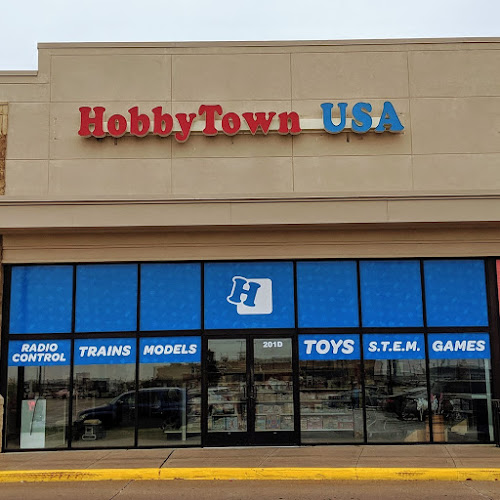 HobbyTown USA
H
RADIO CONTROL
TRAINS
MODELS
201D
TOYS
S.T.E.M.
GAMES